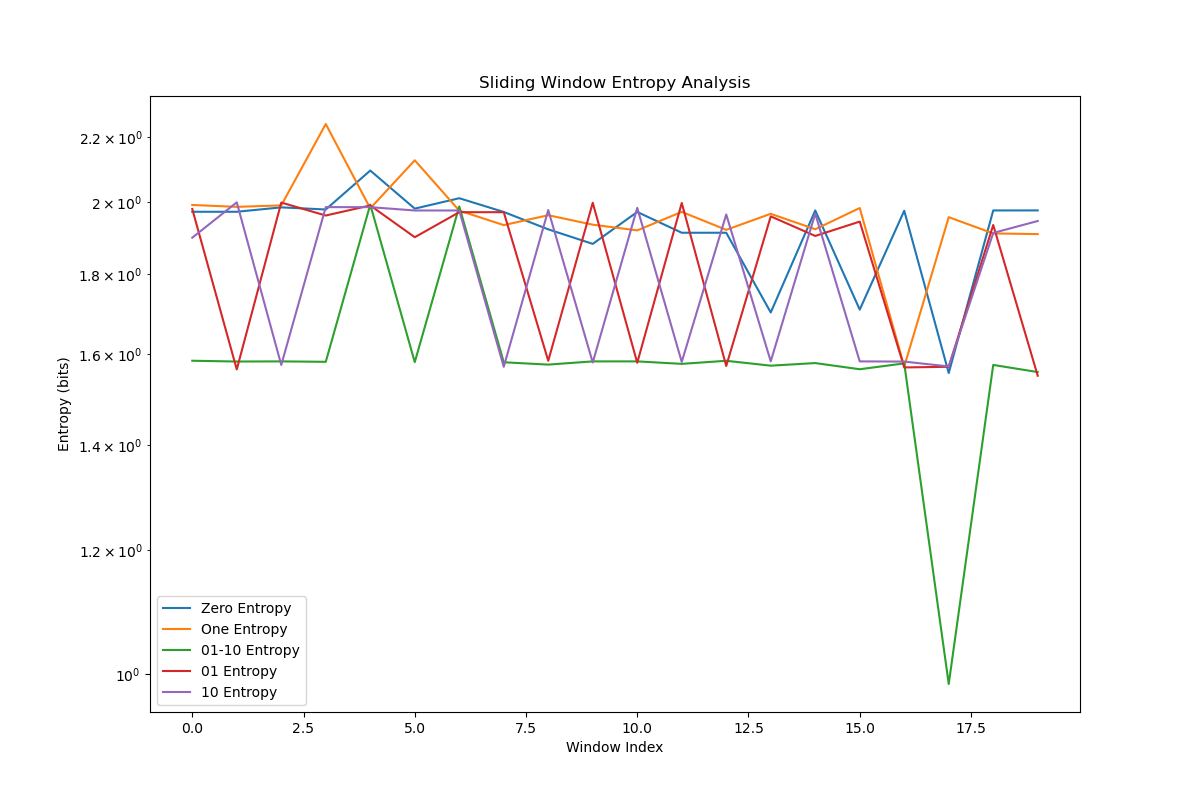 Sliding Window Entropy Analysis
2.2 × 10⁰
2 × 10⁰
1.8 × 10⁰
1.6 × 10⁰
1.4 × 10⁰
1.2 × 10⁰
10⁰
Entropy (bits)
Zero Entropy
One Entropy
01-10 Entropy
01 Entropy
10 Entropy
0.0 2.5 5.0 7.5 10.0 12.5 15.0 17.5
Window Index